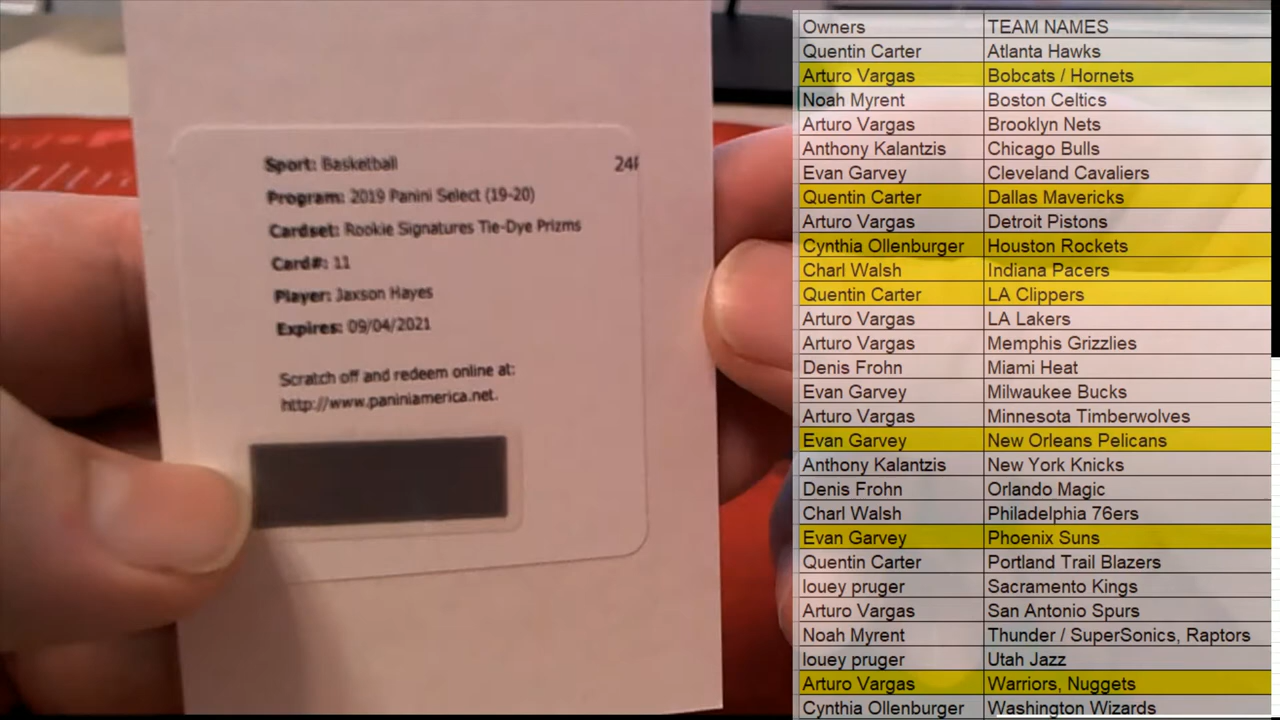 Sport: Basketball
Program: 2019 Panini Select (19-20)
Cardset: Rookie Signatures Tie-Dye Prizms
Card#: 11
Player: Jaxson Hayes
Expires: 09/04/2021
Scratch off and redeem online at:
http://www.paniniamerica.net.
Owners TEAM NAMES
Quentin Carter Atlanta Hawks
Arturo Vargas Bobcats / Hornets
Noah Myrent Boston Celtics
Arturo Vargas Brooklyn Nets
Anthony Kalantzis Chicago Bulls
Evan Garvey Cleveland Cavaliers
Quentin Carter Dallas Mavericks
Arturo Vargas Detroit Pistons
Cynthia Ollenburger Houston Rockets
Charl Walsh Indiana Pacers
Quentin Carter LA Clippers
Arturo Vargas LA Lakers
Arturo Vargas Memphis Grizzlies
Denis Frohn Miami Heat
Evan Garvey Milwaukee Bucks
Arturo Vargas Minnesota Timberwolves
Evan Garvey New Orleans Pelicans
Anthony Kalantzis New York Knicks
Denis Frohn Orlando Magic
Charl Walsh Philadelphia 76ers
Evan Garvey Phoenix Suns
Quentin Carter Portland Trail Blazers
louey pruger Sacramento Kings
Arturo Vargas San Antonio Spurs
Noah Myrent Thunder / SuperSonics, Raptors
louey pruger Utah Jazz
Arturo Vargas Warriors, Nuggets
Cynthia Ollenburger Washington Wizards